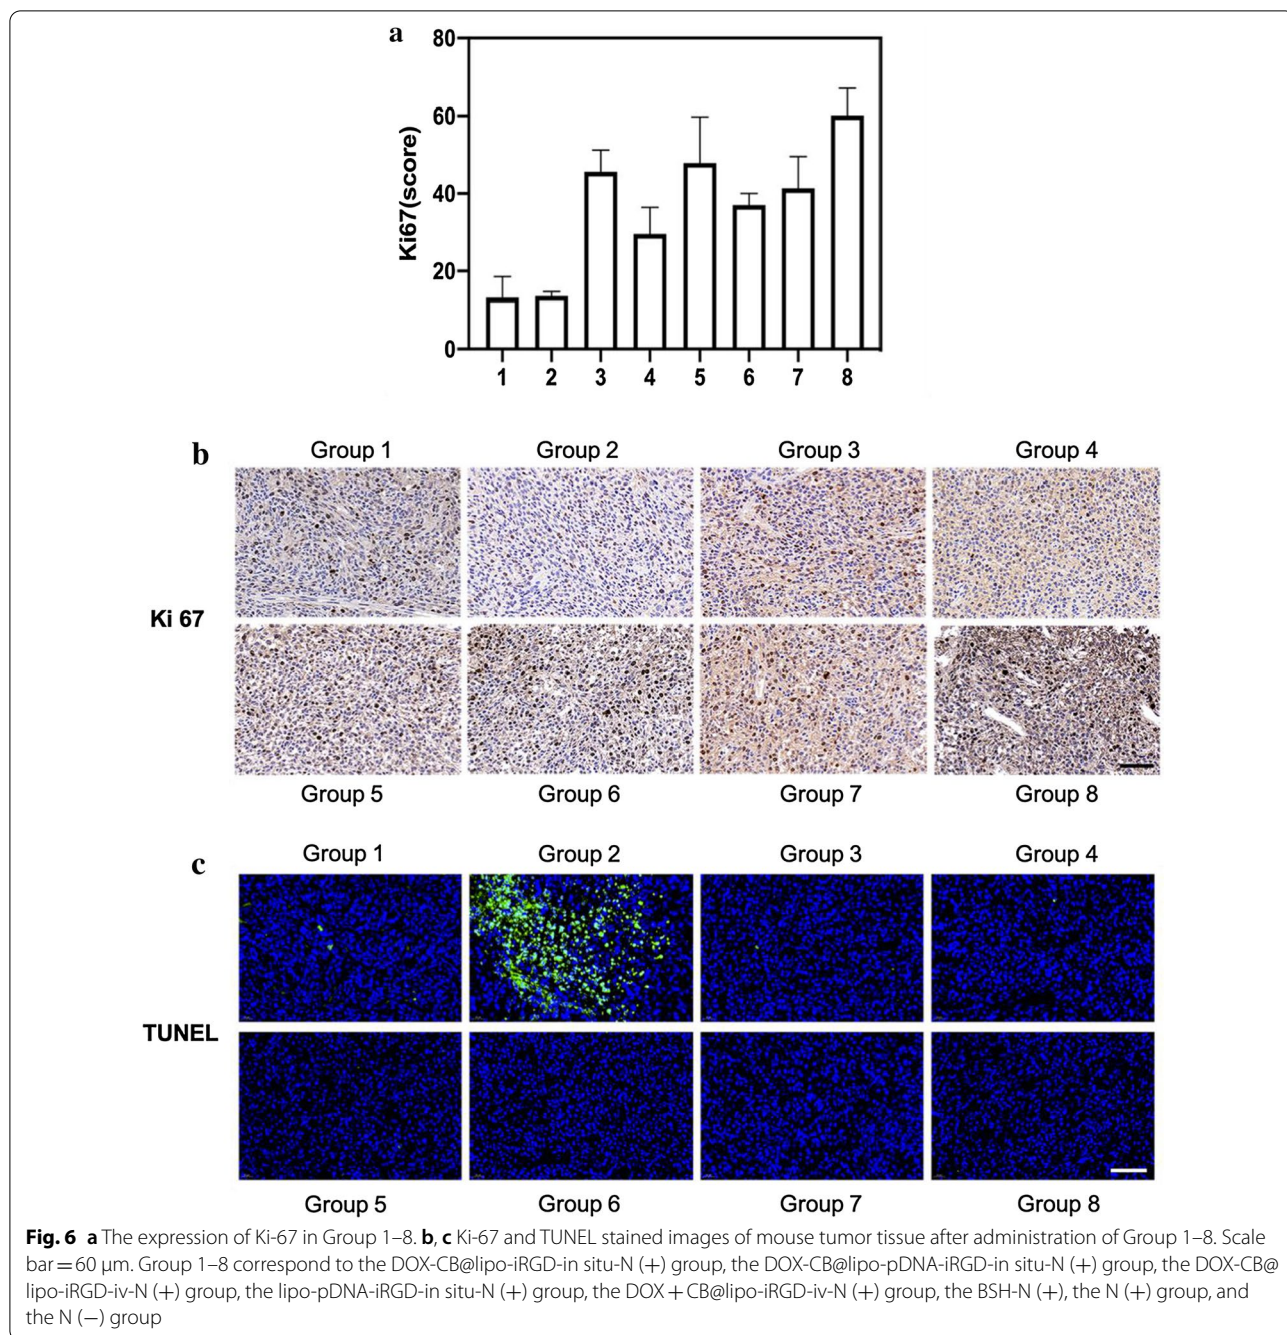 a
80
60
40
20
0
Ki67(score)
1 2 3 4 5 6 7 8
b
Group 1 Group 2 Group 3 Group 4
Ki 67
Group 5 Group 6 Group 7 Group 8
c
Group 1 Group 2 Group 3 Group 4
TUNEL
Group 5 Group 6 Group 7 Group 8
Fig. 6 a The expression of Ki-67 in Group 1–8. b, c Ki-67 and TUNEL stained images of mouse tumor tissue after administration of Group 1–8. Scale
bar = 60 μm. Group 1–8 correspond to the DOX-CB@lipo-iRGD-in situ-N (+) group, the DOX-CB@lipo-pDNA-iRGD-in situ-N (+) group, the DOX-CB@
lipo-iRGD-iv-N (+) group, the lipo-pDNA-iRGD-in situ-N (+) group, the DOX + CB@lipo-iRGD-iv-N (+) group, the BSH-N (+), the N (+) group, and
the N (−) group